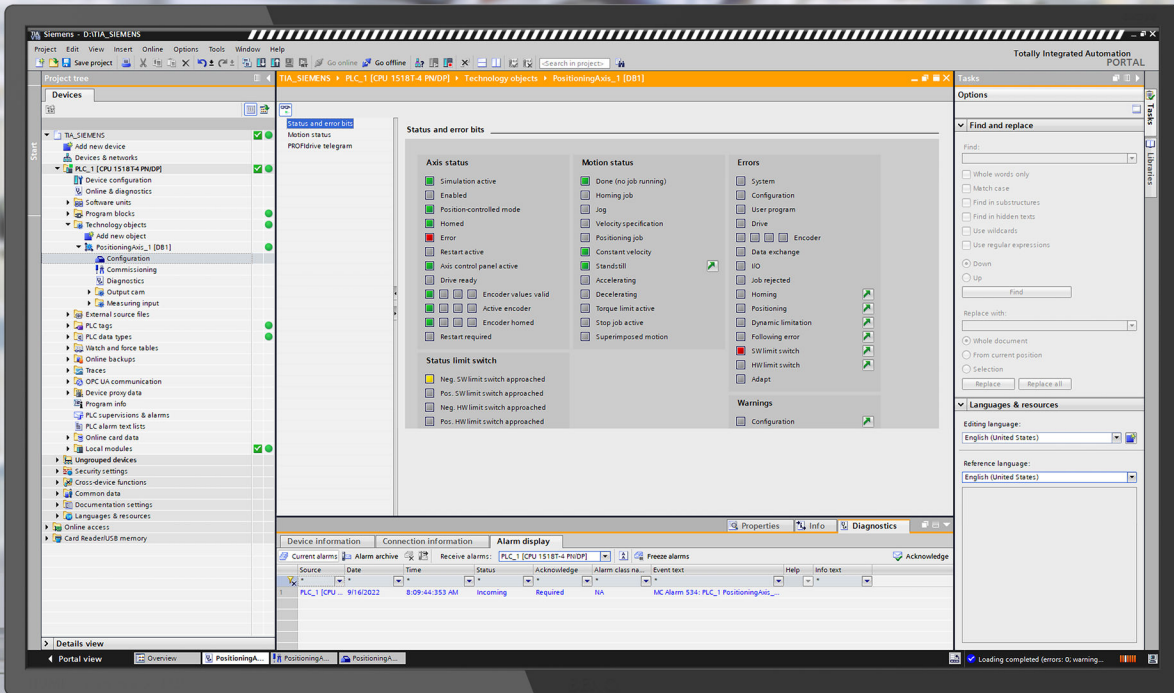 Siemens - D:\TIA_SIEMENS
Project Edit View Insert Online Options Tools Window Help
Totally Integrated Automation
PORTAL
Save project Go online Go offline <Search in project>
Project tree
TIA_SIEMENS PLC_1 [CPU 1518T-4 PN/DP] Technology objects PositioningAxis_1 [DB1]
Tasks
Devices
Options
Start
TIA_SIEMENS
Add new device
Devices & networks
PLC_1 [CPU 1518T-4 PN/DP]
Device configuration
Online & diagnostics
Software units
Program blocks
Technology objects
Add new object
PositioningAxis_1 [DB1]
Configuration
Commissioning
Diagnostics
Output cam
Measuring input
External source files
PLC tags
PLC data types
Watch and force tables
Online backups
Traces
OPC UA communication
Device proxy data
Program info
PLC supervisions & alarms
PLC alarm text lists
Online card data
Local modules
Ungrouped devices
Security settings
Cross-device functions
Common data
Documentation settings
Languages & resources
Online access
Card Reader/USB memory
Details view
Status and error bits
Motion status
PROFIdrive telegram
Status and error bits
Axis status
Simulation active
Enabled
Position-controlled mode
Homed
Error
Restart active
Axis control panel active
Drive ready
Encoder values valid
Active encoder
Encoder homed
Restart required
Status limit switch
Neg. SW limit switch approached
Pos. SW limit switch approached
Neg. HW limit switch approached
Pos. HW limit switch approached
Motion status
Done (no job running)
Homing job
Jog
Velocity specification
Positioning job
Constant velocity
Standstill
Accelerating
Decelerating
Torque limit active
Stop job active
Superimposed motion
Errors
System
Configuration
User program
Drive
Encoder
Data exchange
I/O
Job rejected
Homing
Positioning
Dynamic limitation
Following error
SW limit switch
HW limit switch
Adapt
Warnings
Configuration
Find and replace
Find:
Whole words only
Match case
Find in substructures
Find in hidden texts
Use wildcards
Use regular expressions
Down
Up
Find
Replace with:
Whole document
From current position
Selection
Replace Replace all
Languages & resources
Editing language:
English (United States)
Reference language:
English (United States)
Tasks
Libraries
Properties Info Diagnostics
Device information Connection information Alarm display
Current alarms Alarm archive Receive alarms: PLC_1 [CPU 1518T-4 PN/DP] Freeze alarms Acknowledge
Source Date Time Status Acknowledge Alarm class na... Event text Help Info text
1 PLC_1 [CPU ... 9/16/2022 8:09:44:353 AM Incoming Required NA MC Alarm 534: PLC_1 PositioningAxis_...
Portal view Overview PositioningA... PositioningA... PositioningA... Loading completed (errors: 0; warning...